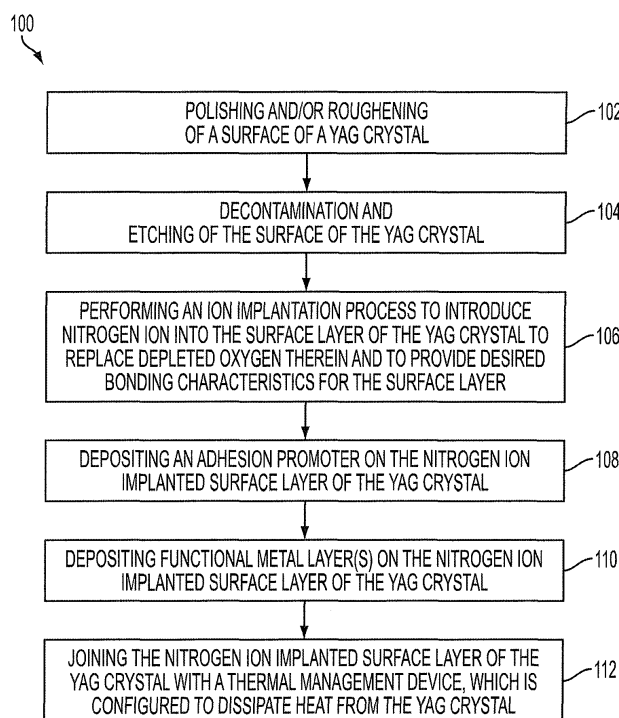 100
POLISHING AND/OR ROUGHENING
OF A SURFACE OF A YAG CRYSTAL
102
DECONTAMINATION AND
ETCHING OF THE SURFACE OF THE YAG CRYSTAL
104
PERFORMING AN ION IMPLANTATION PROCESS TO INTRODUCE
NITROGEN ION INTO THE SURFACE LAYER OF THE YAG CRYSTAL TO
REPLACE DEPLETED OXYGEN THEREIN AND TO PROVIDE DESIRED
BONDING CHARACTERISTICS FOR THE SURFACE LAYER
106
DEPOSITING AN ADHESION PROMOTER ON THE NITROGEN ION
IMPLANTED SURFACE LAYER OF THE YAG CRYSTAL
108
DEPOSITING FUNCTIONAL METAL LAYER(S) ON THE NITROGEN ION
IMPLANTED SURFACE LAYER OF THE YAG CRYSTAL
110
JOINING THE NITROGEN ION IMPLANTED SURFACE LAYER OF THE
YAG CRYSTAL WITH A THERMAL MANAGEMENT DEVICE, WHICH IS
CONFIGURED TO DISSIPATE HEAT FROM THE YAG CRYSTAL
112